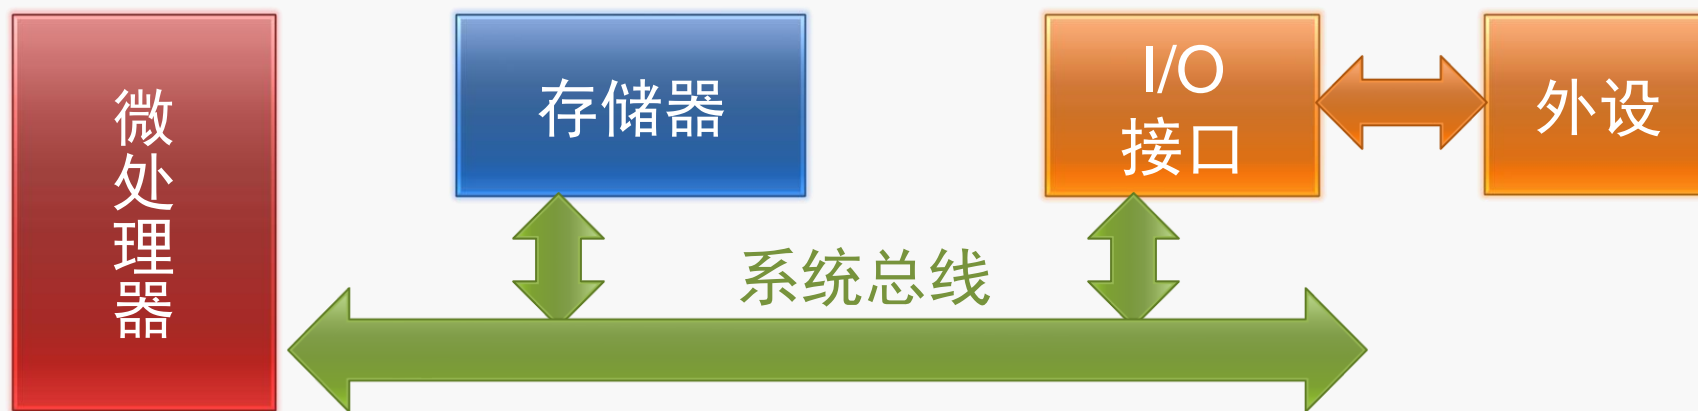 微处理器
存储器
I/O
接口
外设
系统总线